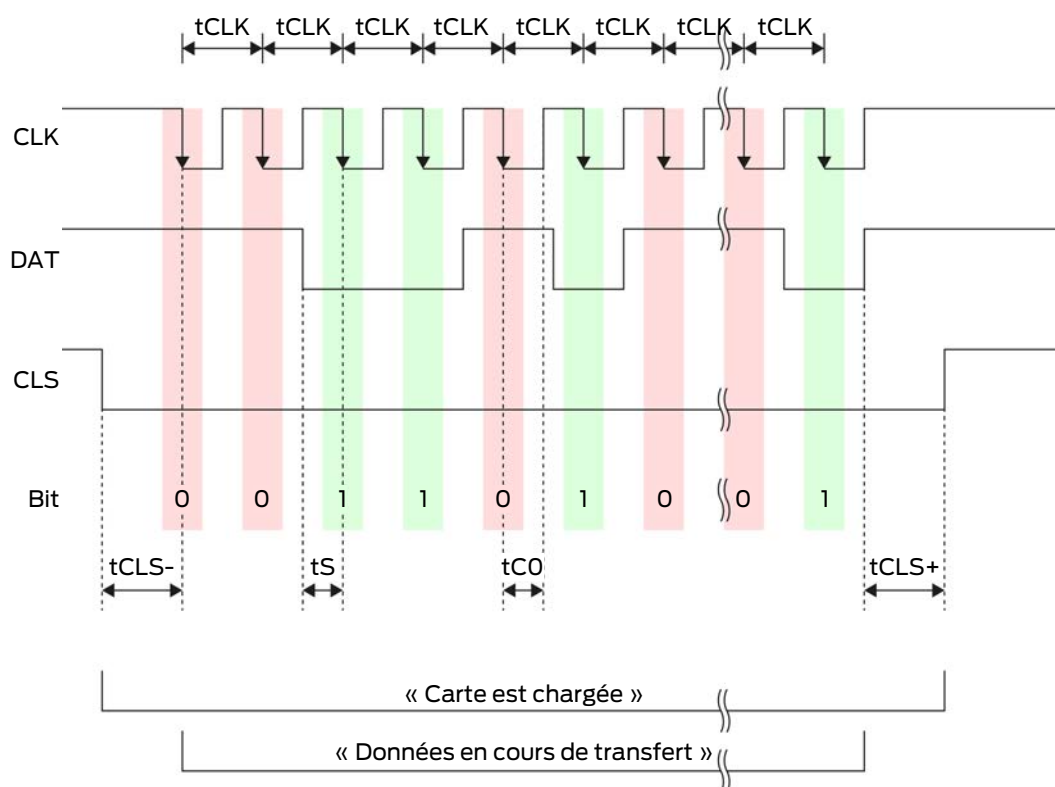 tCLK tCLK tCLK tCLK tCLK tCLK tCLK tCLK
CLK
DAT
CLS
Bit 0 0 1 1 0 1 0 0 1
tCLS- tS tC0 tCLS+
« Carte est chargée »
« Données en cours de transfert »